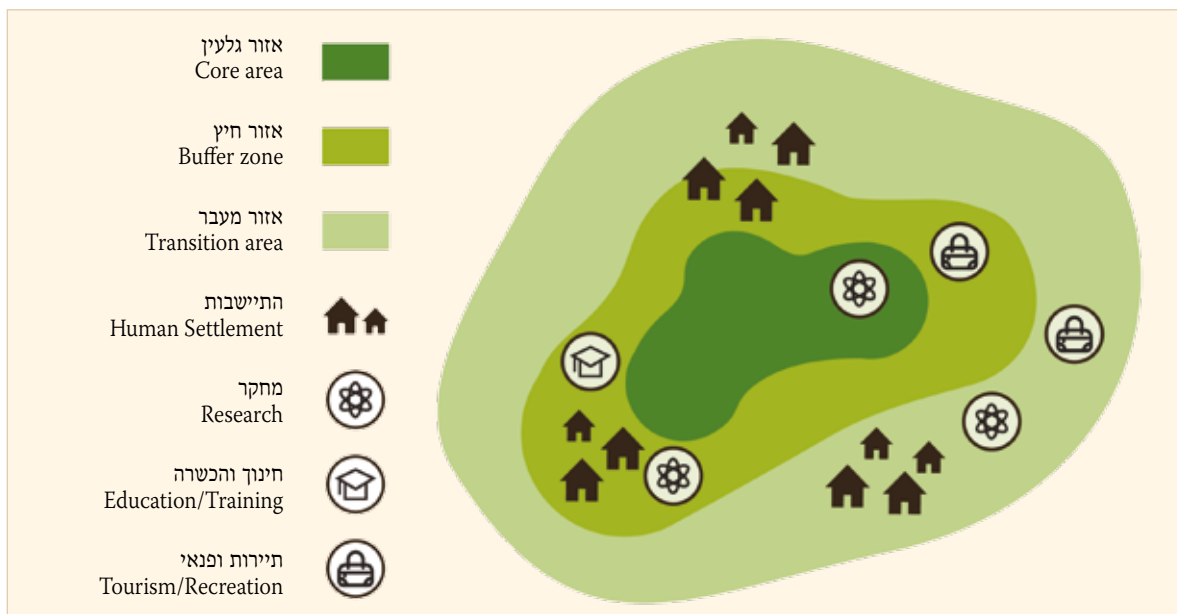 אזור גלעין
Core area
אזור חיץ
Buffer zone
אזור מעבר
Transition area
התיישבות
Human Settlement
מחקר
Research
חינוך והכשרה
Education/Training
תיירות ופנאי
Tourism/Recreation